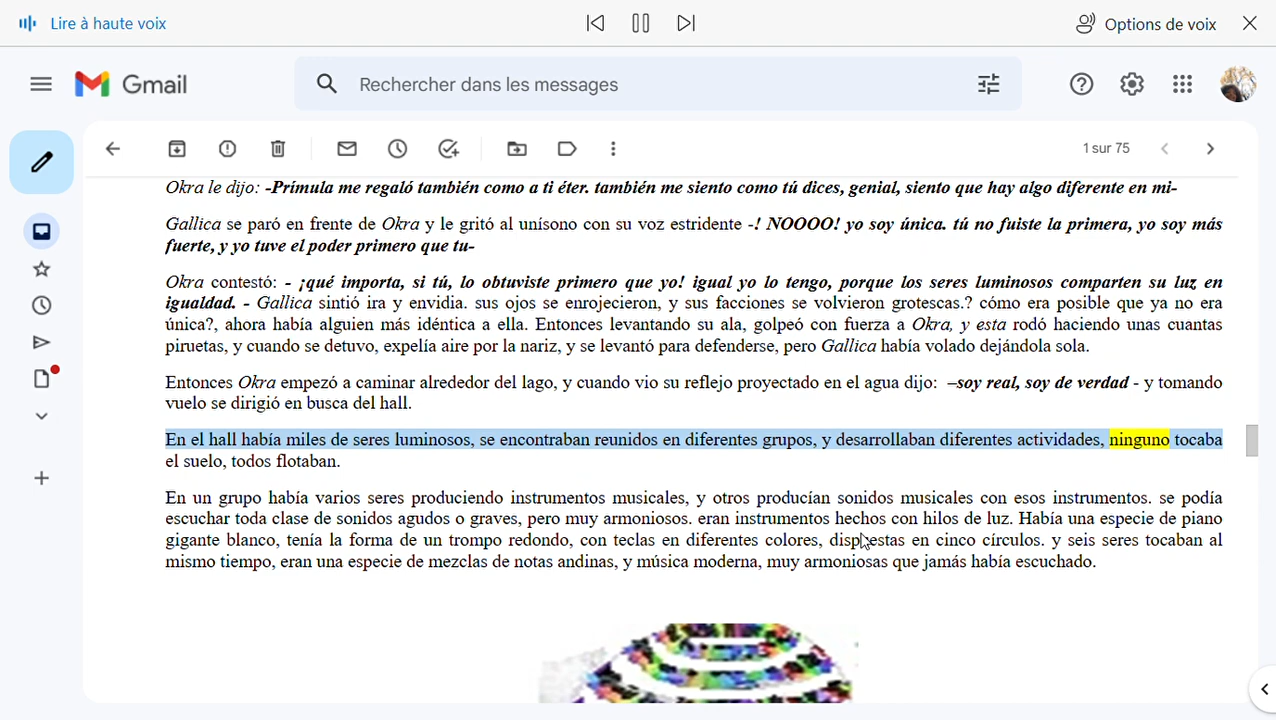 Lire à haute voix
Options de voix
Gmail
Rechercher dans les messages
1 sur 75
Okra le dijo: -Prímula me regaló también como a ti éter. también me siento como tú dices, genial, siento que hay algo diferente en mi-
Gallica se paró en frente de Okra y le gritó al unísono con su voz estridente -! NOOOO! yo soy única. tú no fuiste la primera, yo soy más
fuerte, y yo tuve el poder primero que tu-
Okra contestó: - ¡qué importa, si tú, lo obtuviste primero que yo! igual yo lo tengo, porque los seres luminosos comparten su luz en
igualdad. - Gallica sintió ira y envidia. sus ojos se enrojecieron, y sus facciones se volvieron grotescas.? cómo era posible que ya no era
única?, ahora había alguien más idéntica a ella. Entonces levantando su ala, golpeó con fuerza a Okra, y esta rodó haciendo unas cuantas
piruetas, y cuando se detuvo, expelía aire por la nariz, y se levantó para defenderse, pero Gallica había volado dejándola sola.
Entonces Okra empezó a caminar alrededor del lago, y cuando vio su reflejo proyectado en el agua dijo: –soy real, soy de verdad - y tomando
vuelo se dirigió en busca del hall.
En el hall había miles de seres luminosos, se encontraban reunidos en diferentes grupos, y desarrollaban diferentes actividades, ninguno tocaba
el suelo, todos flotaban.
En un grupo había varios seres produciendo instrumentos musicales, y otros producían sonidos musicales con esos instrumentos. se podía
escuchar toda clase de sonidos agudos o graves, pero muy armoniosos. eran instrumentos hechos con hilos de luz. Había una especie de piano
gigante blanco, tenía la forma de un trompo redondo, con teclas en diferentes colores, dispuestas en cinco círculos. y seis seres tocaban al
mismo tiempo, eran una especie de mezclas de notas andinas, y música moderna, muy armoniosas que jamás había escuchado.